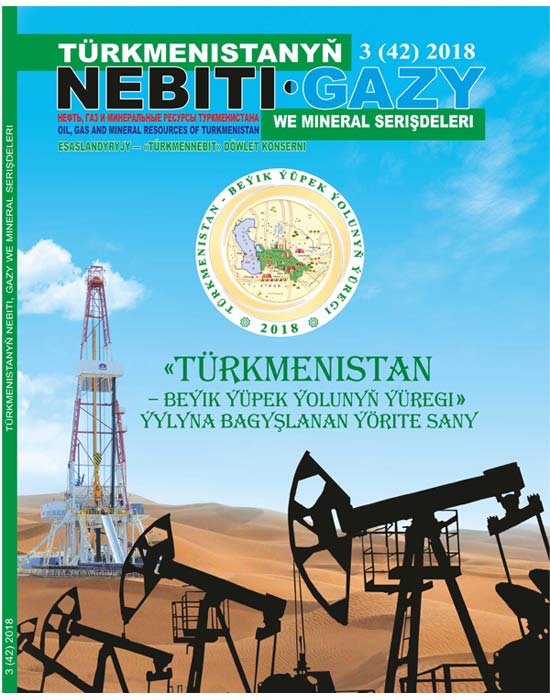 TÜRKMENISTANYŇ 3 (42) 2018
NEBITI•GAZY
НЕФТЬ, ГАЗ И МИНЕРАЛЬНЫЕ РЕСУРСЫ ТУРКМЕНИСТАНА
OIL, GAS AND MINERAL RESOURCES OF TURKMENISTAN
WE MINERAL SERIŞDELERI
ESASLANDYRYJY — «TÜRKMENNEBIT» DÖWLET KONSERNI
TÜRKMENISTAN - BEÝIK ÝÜPEK ÝOLUNYŇ ÝÜREGI
2018
«TÜRKMENISTAN
– BEÝIK ÝÜPEK ÝOLUNYŇ ÝÜREGI»
ÝYLYNA BAGYŞLANAN ÝÖRITE SANY
TÜRKMENISTANYŇ NEBITI, GAZY WE MINERAL SERIŞDELERI
3 (42) 2018